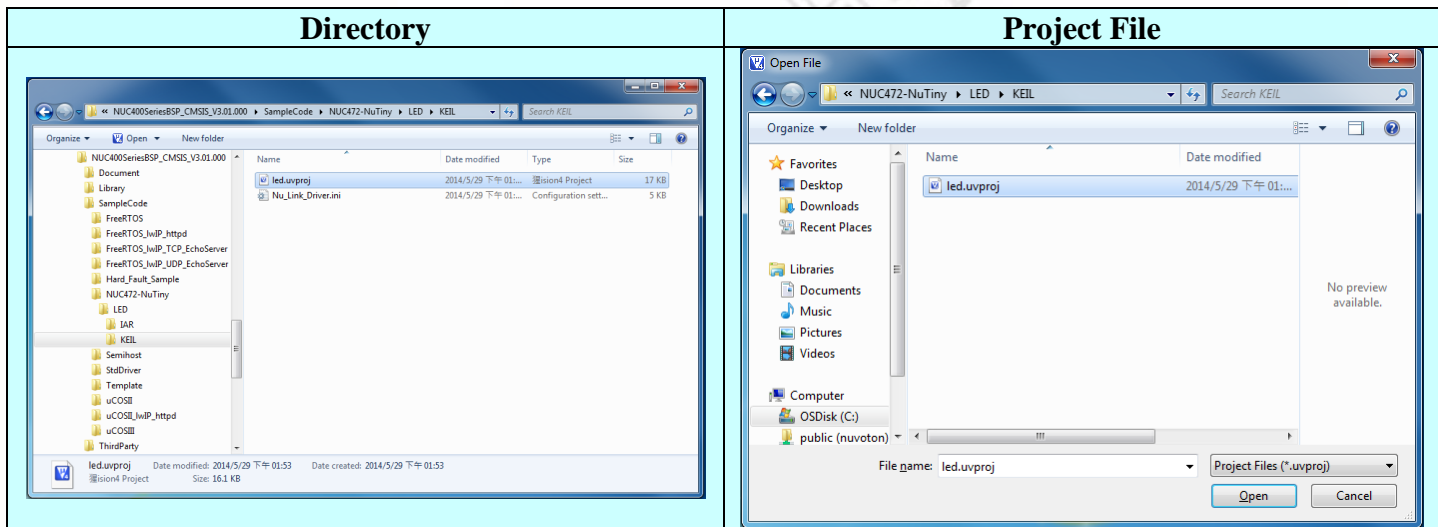 Directory
Project File
« NUC400SeriesBSP_CMSIS_V3.01.000 ▸ SampleCode ▸ NUC472-NuTiny ▸ LED ▸ KEIL
Search KEIL
Organize
Open
New folder
Name
Date modified
Type
Size
NUC400SeriesBSP_CMSIS_V3.01.000
Document
Library
SampleCode
FreeRTOS
FreeRTOS_lwIP_httpd
FreeRTOS_lwIP_TCP_EchoServer
FreeRTOS_lwIP_UDP_EchoServer
Hard_Fault_Sample
NUC472-NuTiny
LED
IAR
KEIL
Semihost
StdDriver
Template
uCOSII
uCOSII_lwIP_httpd
uCOSIII
ThirdParty
led.uvproj 2014/5/29 下午 01:... ision4 Project 17 KB
Nu_Link_Driver.ini 2014/5/29 下午 01:... Configuration sett... 5 KB
led.uvproj Date modified: 2014/5/29 下午 01:53 Date created: 2014/5/29 下午 01:53
ision4 Project Size: 16.1 KB
Open File
« NUC472-NuTiny ▸ LED ▸ KEIL
Search KEIL
Organize
New folder
Favorites
Desktop
Downloads
Recent Places
Libraries
Documents
Music
Pictures
Videos
Computer
OSDisk (C:)
public (nuvoton)
Name
Date modified
led.uvproj 2014/5/29 下午 01:...
No preview
available.
File name: led.uvproj
Project Files (*.uvproj)
Open
Cancel